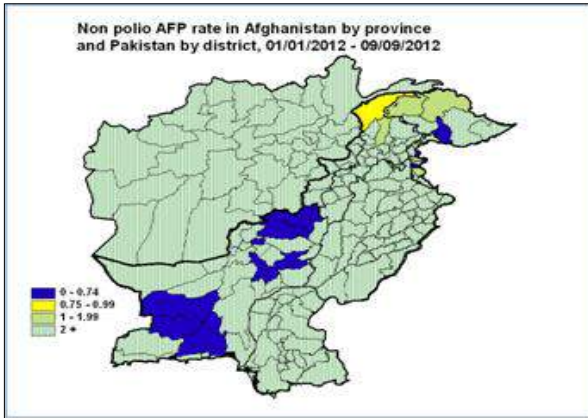 Non polio AFP rate in Afghanistan by province
and Pakistan by district, 01/01/2012 - 09/09/2012
0 - 0.74
0.75 - 0.99
1 - 1.99
2 +